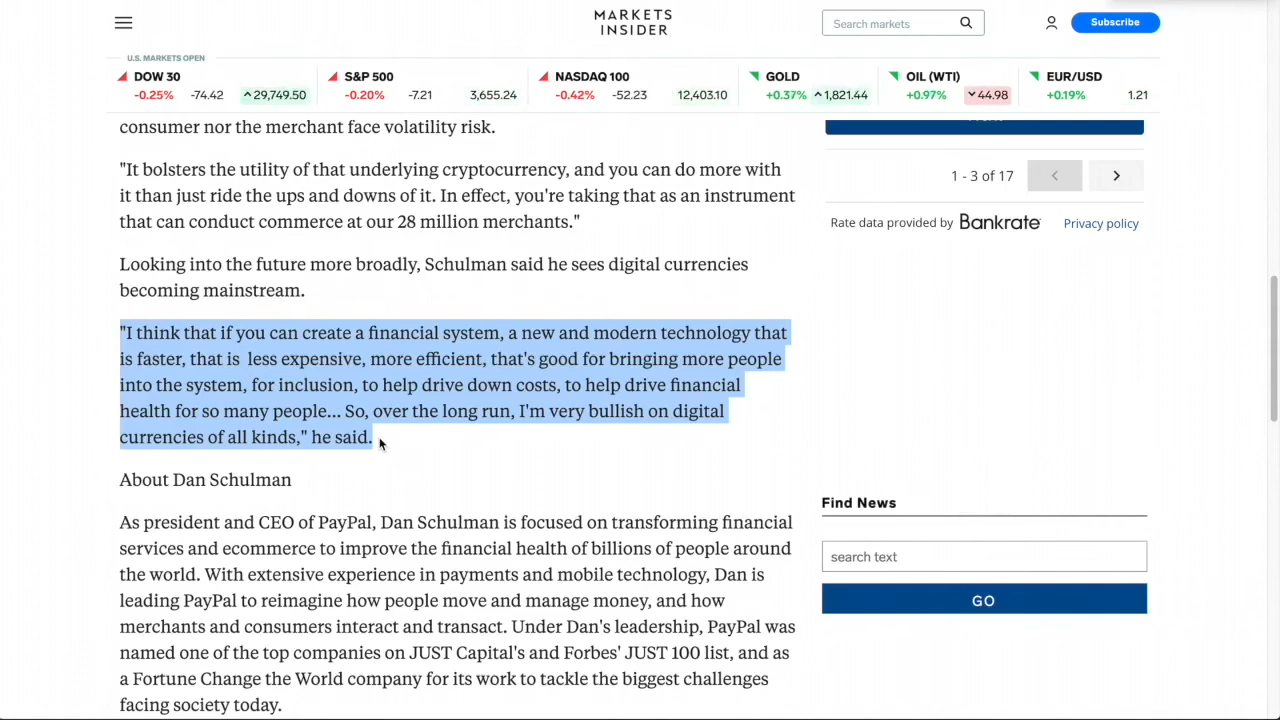 MARKETS
INSIDER
Search markets
Subscribe
U.S. MARKETS OPEN
DOW 30
-0.25% -74.42 29,749.50
S&P 500
-0.20% -7.21 3,655.24
NASDAQ 100
-0.42% -52.23 12,403.10
GOLD
+0.37% 1,821.44
OIL (WTI)
+0.97% 44.98
EUR/USD
+0.19% 1.21
consumer nor the merchant face volatility risk.
"It bolsters the utility of that underlying cryptocurrency, and you can do more with
it than just ride the ups and downs of it. In effect, you're taking that as an instrument
that can conduct commerce at our 28 million merchants."
Looking into the future more broadly, Schulman said he sees digital currencies
becoming mainstream.
"I think that if you can create a financial system, a new and modern technology that
is faster, that is less expensive, more efficient, that's good for bringing more people
into the system, for inclusion, to help drive down costs, to help drive financial
health for so many people... So, over the long run, I'm very bullish on digital
currencies of all kinds," he said.
About Dan Schulman
As president and CEO of PayPal, Dan Schulman is focused on transforming financial
services and ecommerce to improve the financial health of billions of people around
the world. With extensive experience in payments and mobile technology, Dan is
leading PayPal to reimagine how people move and manage money, and how
merchants and consumers interact and transact. Under Dan's leadership, PayPal was
named one of the top companies on JUST Capital's and Forbes' JUST 100 list, and as
a Fortune Change the World company for its work to tackle the biggest challenges
facing society today.
1 - 3 of 17
Rate data provided by Bankrate
Privacy policy
Find News
search text
GO